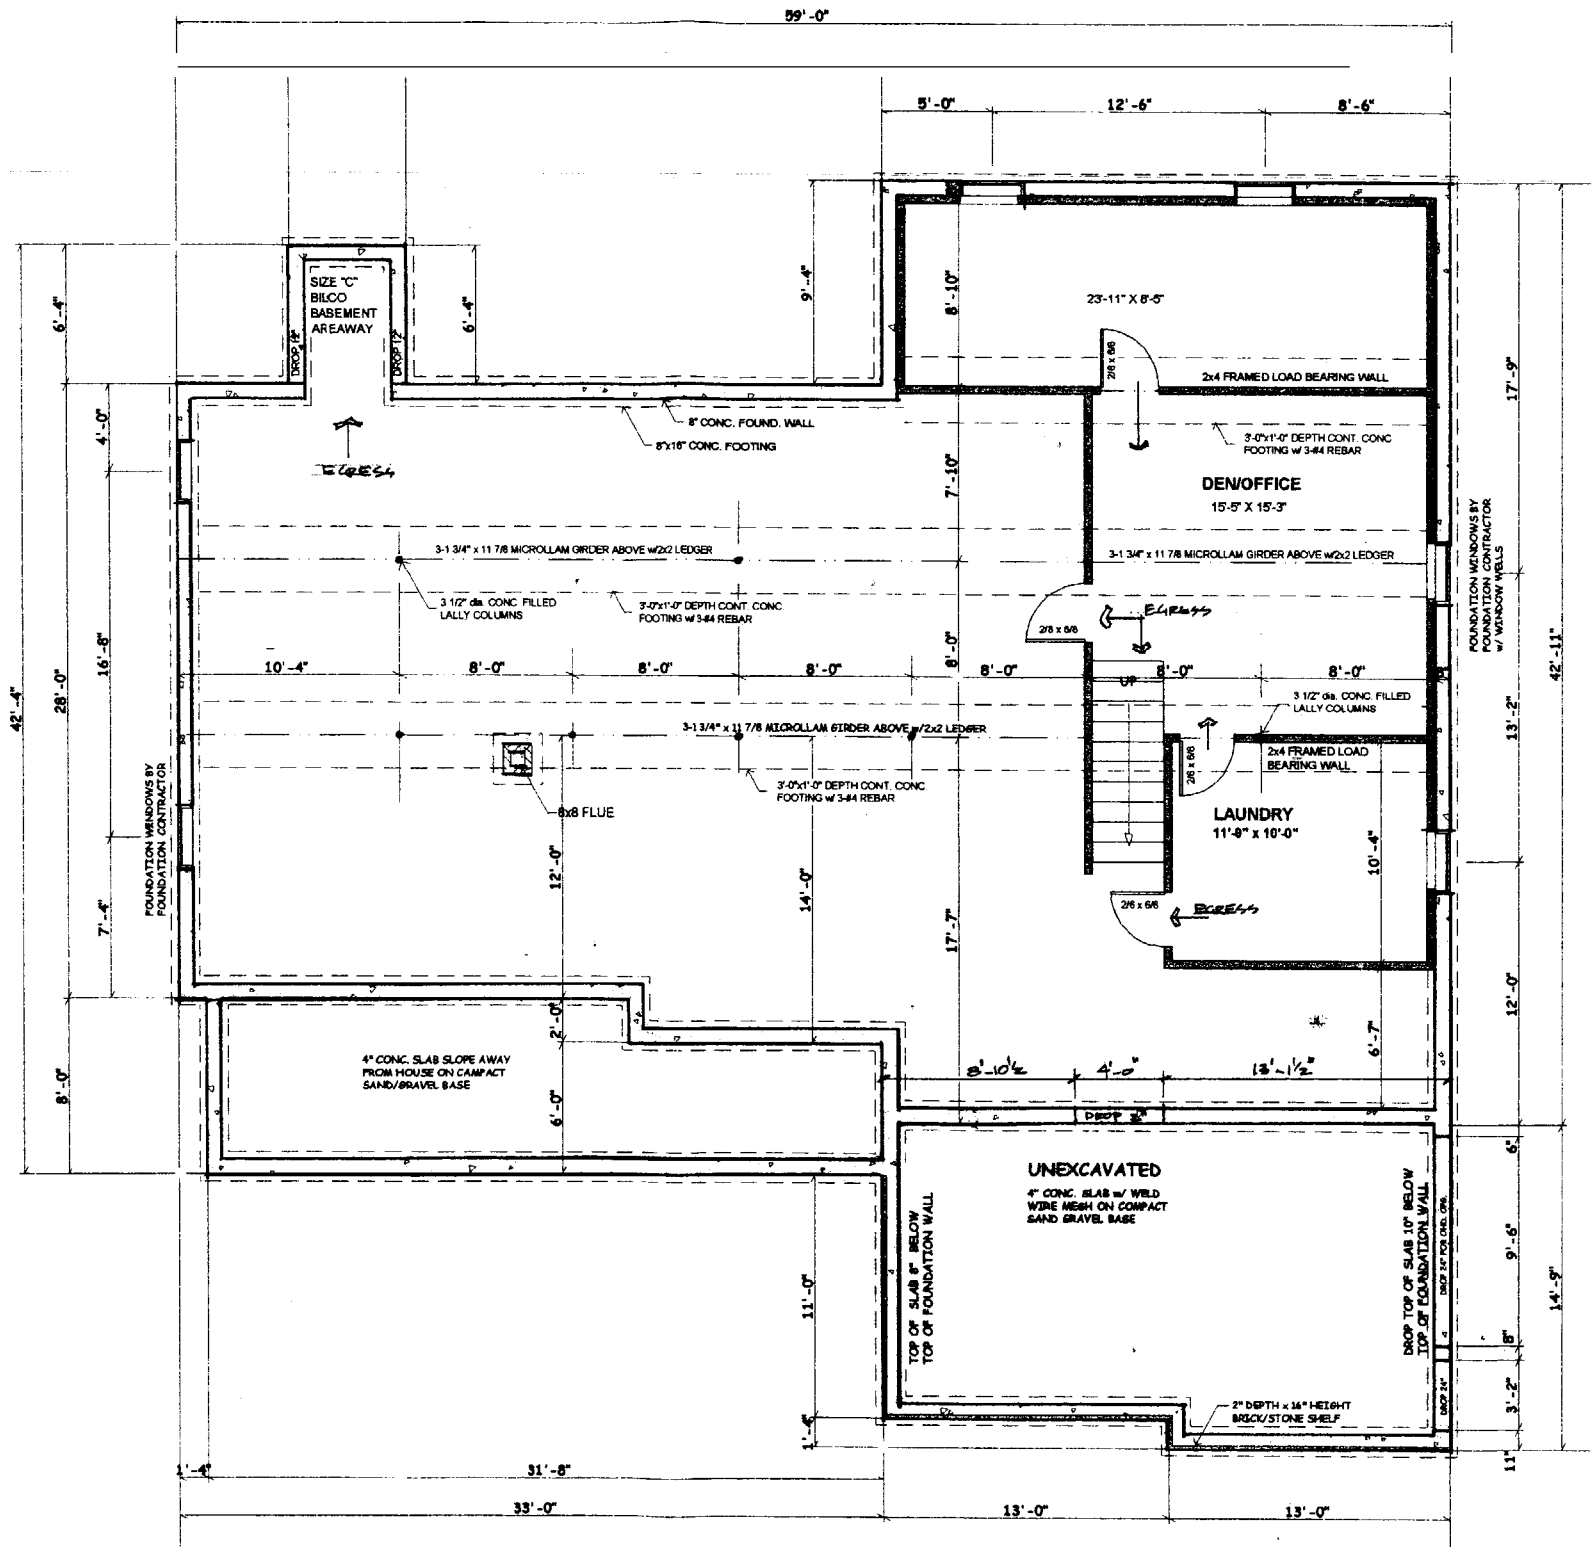 59'-0"
5'-0"
12'-6"
8'-6"
9'-4"
8'-10"
23'-11" X 8'-5"
2/8 x 6/8
2x4 FRAMED LOAD BEARING WALL
6'-4"
SIZE "C"
BILCO
BASEMENT
AREAWAY
DROP 12"
DROP 12"
6'-4"
17'-9"
4'-0"
EGRESS
8" CONC. FOUND. WALL
8"x16" CONC. FOOTING
7'-10"
3'-0"x1'-0" DEPTH CONT. CONC
FOOTING w/ 3-#4 REBAR
DEN/OFFICE
15'-5" X 15'-3"
3-1 3/4" x 11 7/8 MICROLLAM GIRDER ABOVE w/2x2 LEDGER
3-1 3/4" x 11 7/8 MICROLLAM GIRDER ABOVE w/2x2 LEDGER
FOUNDATION WINDOWS BY
FOUNDATION CONTRACTOR
w/ WINDOW WELLS
3 1/2" dia. CONC FILLED
LALLY COLUMNS
3'-0"x1'-0" DEPTH CONT. CONC.
FOOTING w/ 3-#4 REBAR
2/8 x 6/8
EGRESS
42'-4"
28'-0"
16'-8"
10'-4"
8'-0"
8'-0"
8'-0"
8'-0"
8'-0"
8'-0"
8'-0"
42'-11"
13'-2"
UP
3 1/2" dia. CONC. FILLED
LALLY COLUMNS
3-1 3/4" x 11 7/8 MICROLLAM GIRDER ABOVE w/2x2 LEDGER
2x4 FRAMED LOAD
BEARING WALL
2/6 x 6/6
3'-0"x1'-0" DEPTH CONT. CONC.
FOOTING w/ 3-#4 REBAR
8x8 FLUE
LAUNDRY
11'-9" x 10'-0"
FOUNDATION WINDOWS BY
FOUNDATION CONTRACTOR
7'-4"
12'-0"
14'-0"
17'-7"
10'-4"
2/6 x 6/6
EGRESS
12'-0"
2'-0"
6'-7"
4" CONC. SLAB SLOPE AWAY
FROM HOUSE ON CAMPACT
SAND/GRAVEL BASE
8'-0"
6'-0"
8'-10 1/2
4'-0"
13'-1 1/2"
DROP 2"
UNEXCAVATED
4" CONC. SLAB w/ WELD
WIRE MESH ON COMPACT
SAND GRAVEL BASE
TOP OF SLAB 8" BELOW
TOP OF FOUNDATION WALL
DROP TOP OF SLAB 10" BELOW
TOP OF FOUNDATION WALL
DROP 24" FOR OHD. OPG.
DROP 24"
6"
9'-6"
8"
3'-2"
11"
14'-9"
11'-0"
1'-4"
2" DEPTH x 16" HEIGHT
BRICK/STONE SHELF
1'-4"
31'-8"
33'-0"
13'-0"
13'-0"